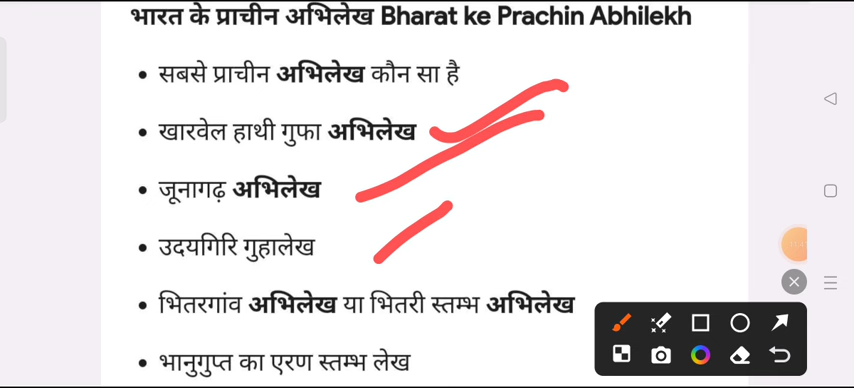 भारत के प्राचीन अभिलेख Bharat ke Prachin Abhilekh
• सबसे प्राचीन अभिलेख कौन सा है
• खारवेल हाथी गुफा अभिलेख
• जूनागढ़ अभिलेख
• उदयगिरि गुहालेख
• भितरगांव अभिलेख या भितरी स्तम्भ अभिलेख
• भानुगुप्त का एरण स्तम्भ लेख